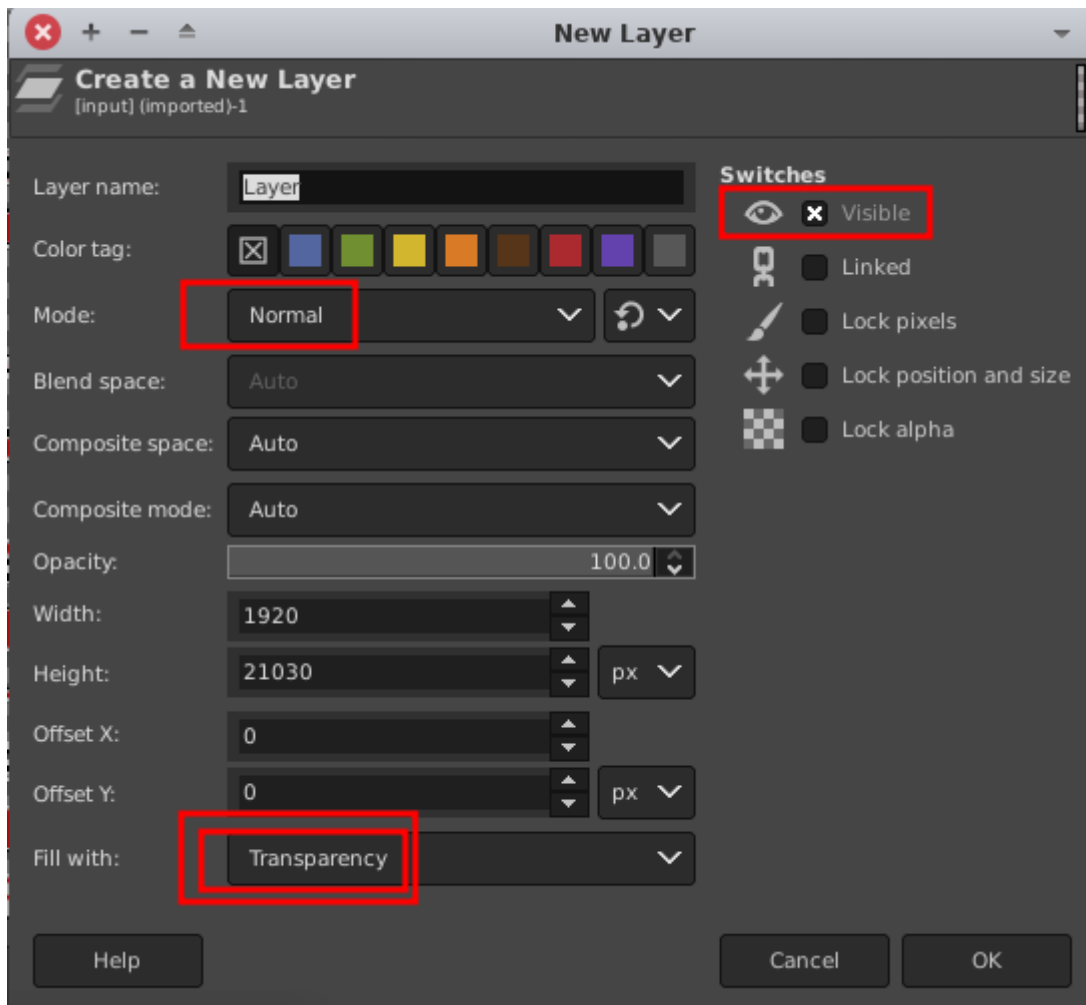 New Layer
Create a New Layer
[input] (imported)-1
Layer name: Layer
Color tag:
Mode: Normal
Blend space: Auto
Composite space: Auto
Composite mode: Auto
Opacity: 100.0
Width: 1920
Height: 21030 px
Offset X: 0
Offset Y: 0 px
Fill with: Transparency
Switches
Visible
Linked
Lock pixels
Lock position and size
Lock alpha
Help Cancel OK